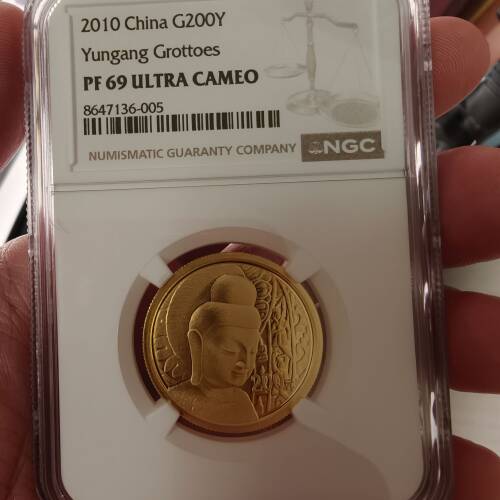 2010 China G200Y
Yungang Grottoes
PF 69 ULTRA CAMEO
8647136-005
NUMISMATIC GUARANTY COMPANY
NGC